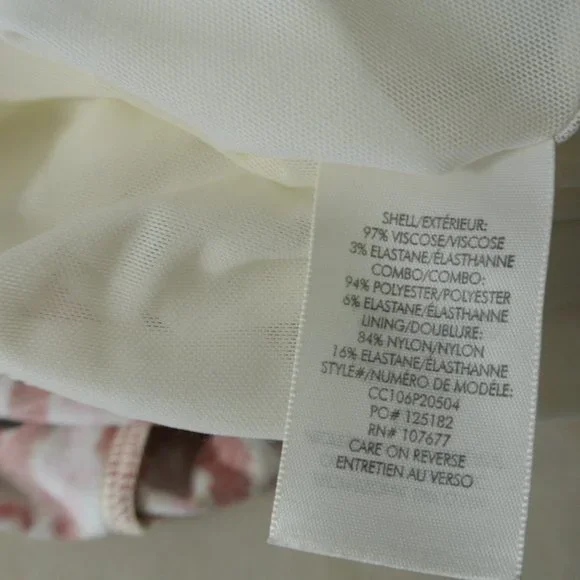 SHELL/EXTÉRIEUR:
97% VISCOSE/VISCOSE
3% ELASTANE/ÉLASTHANNE
COMBO/COMBO:
94% POLYESTER/POLYESTER
6% ELASTANE/ÉLASTHANNE
LINING/DOUBLURE:
84% NYLON/NYLON
16% ELASTANE/ÉLASTHANNE
STYLE#/NUMÉRO DE MODÈLE:
CC106P20504
PO# 125182
RN# 107677
CARE ON REVERSE
ENTRETIEN AU VERSO